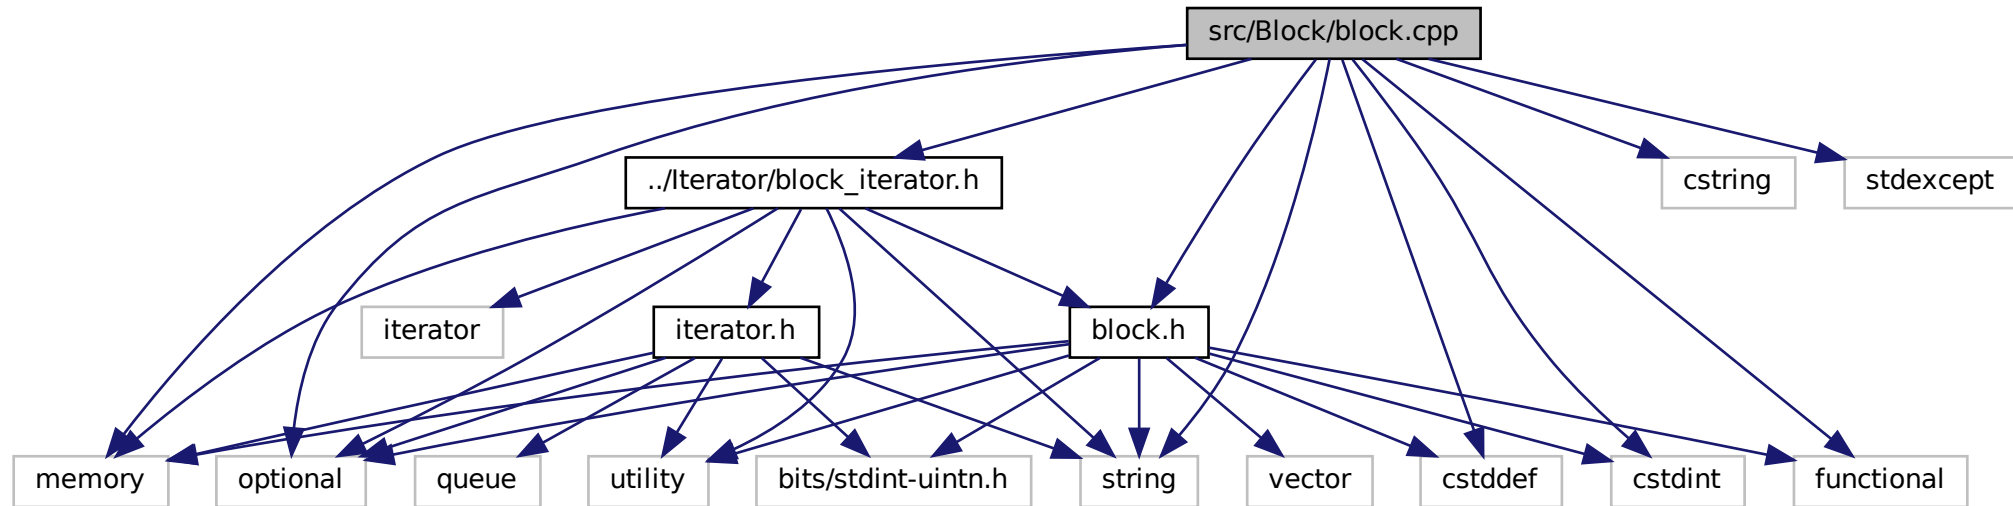 src/Block/block.cpp
../Iterator/block_iterator.h
cstring
stdexcept
iterator
iterator.h
block.h
memory
optional
queue
utility
bits/stdint-uintn.h
string
vector
cstddef
cstdint
functional